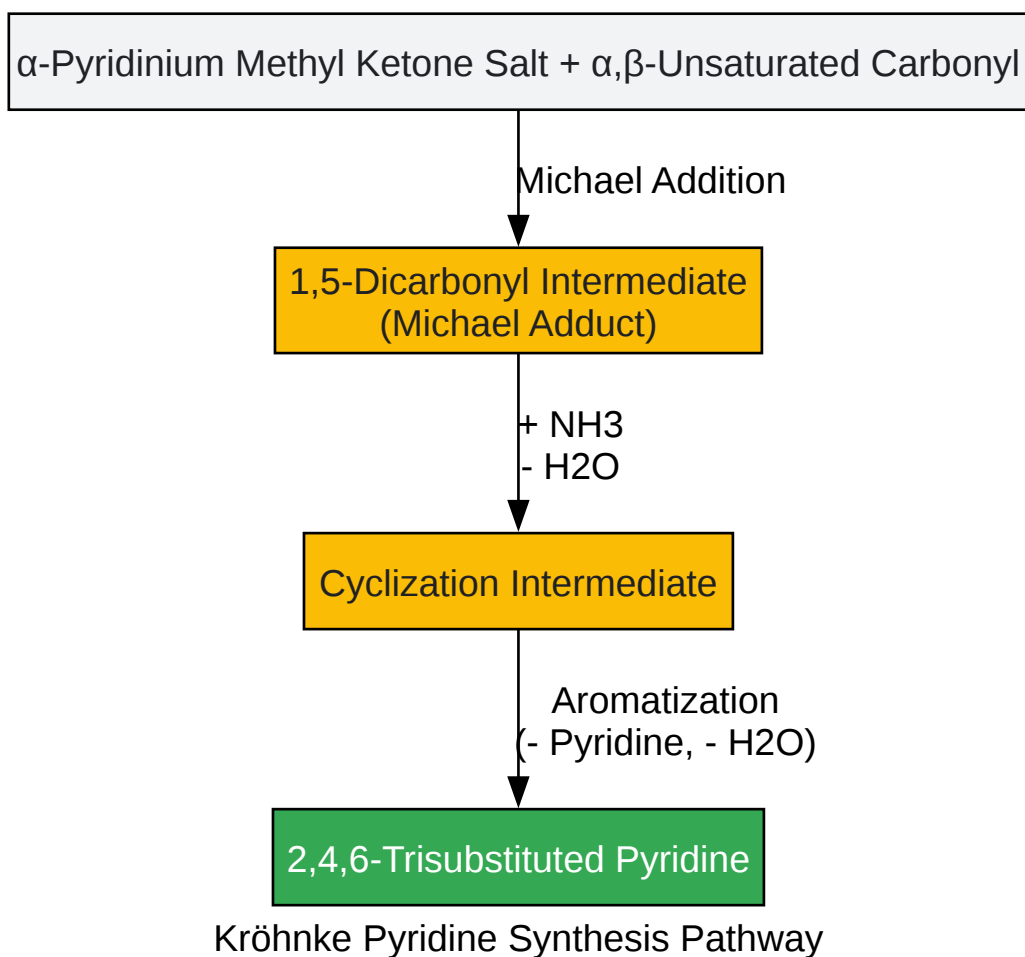 α-Pyridinium Methyl Ketone Salt + α,β-Unsaturated Carbonyl
Michael Addition
1,5-Dicarbonyl Intermediate
(Michael Adduct)
+ NH3
- H2O
Cyclization Intermediate
Aromatization
(- Pyridine, - H2O)
2,4,6-Trisubstituted Pyridine
Kröhnke Pyridine Synthesis Pathway